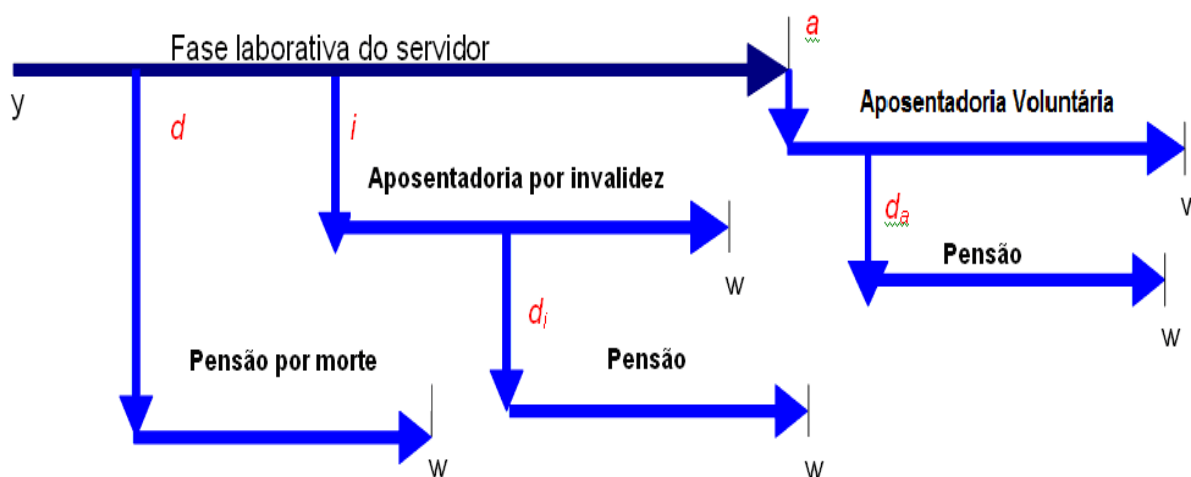 a
Fase laborativa do servidor
y
Aposentadoria Voluntária
d
i
Aposentadoria por invalidez
da
w
Pensão
w
di
w
Pensão por morte
Pensão
w
w